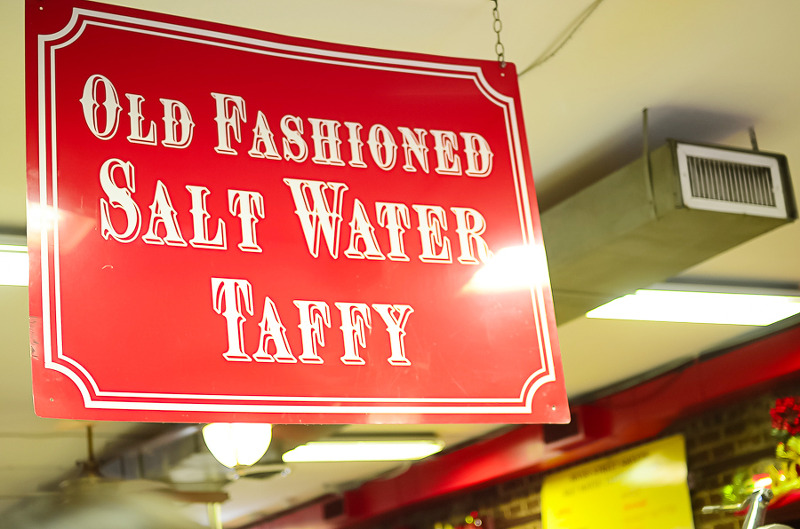 Old Fashioned
Salt Water
Taffy